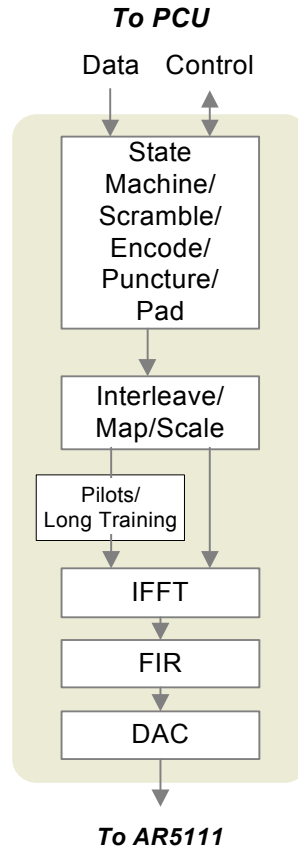 To PCU
Data Control
State
Machine/
Scramble/
Encode/
Puncture/
Pad
Interleave/
Map/Scale
Pilots/
Long Training
IFFT
FIR
DAC
To AR5111